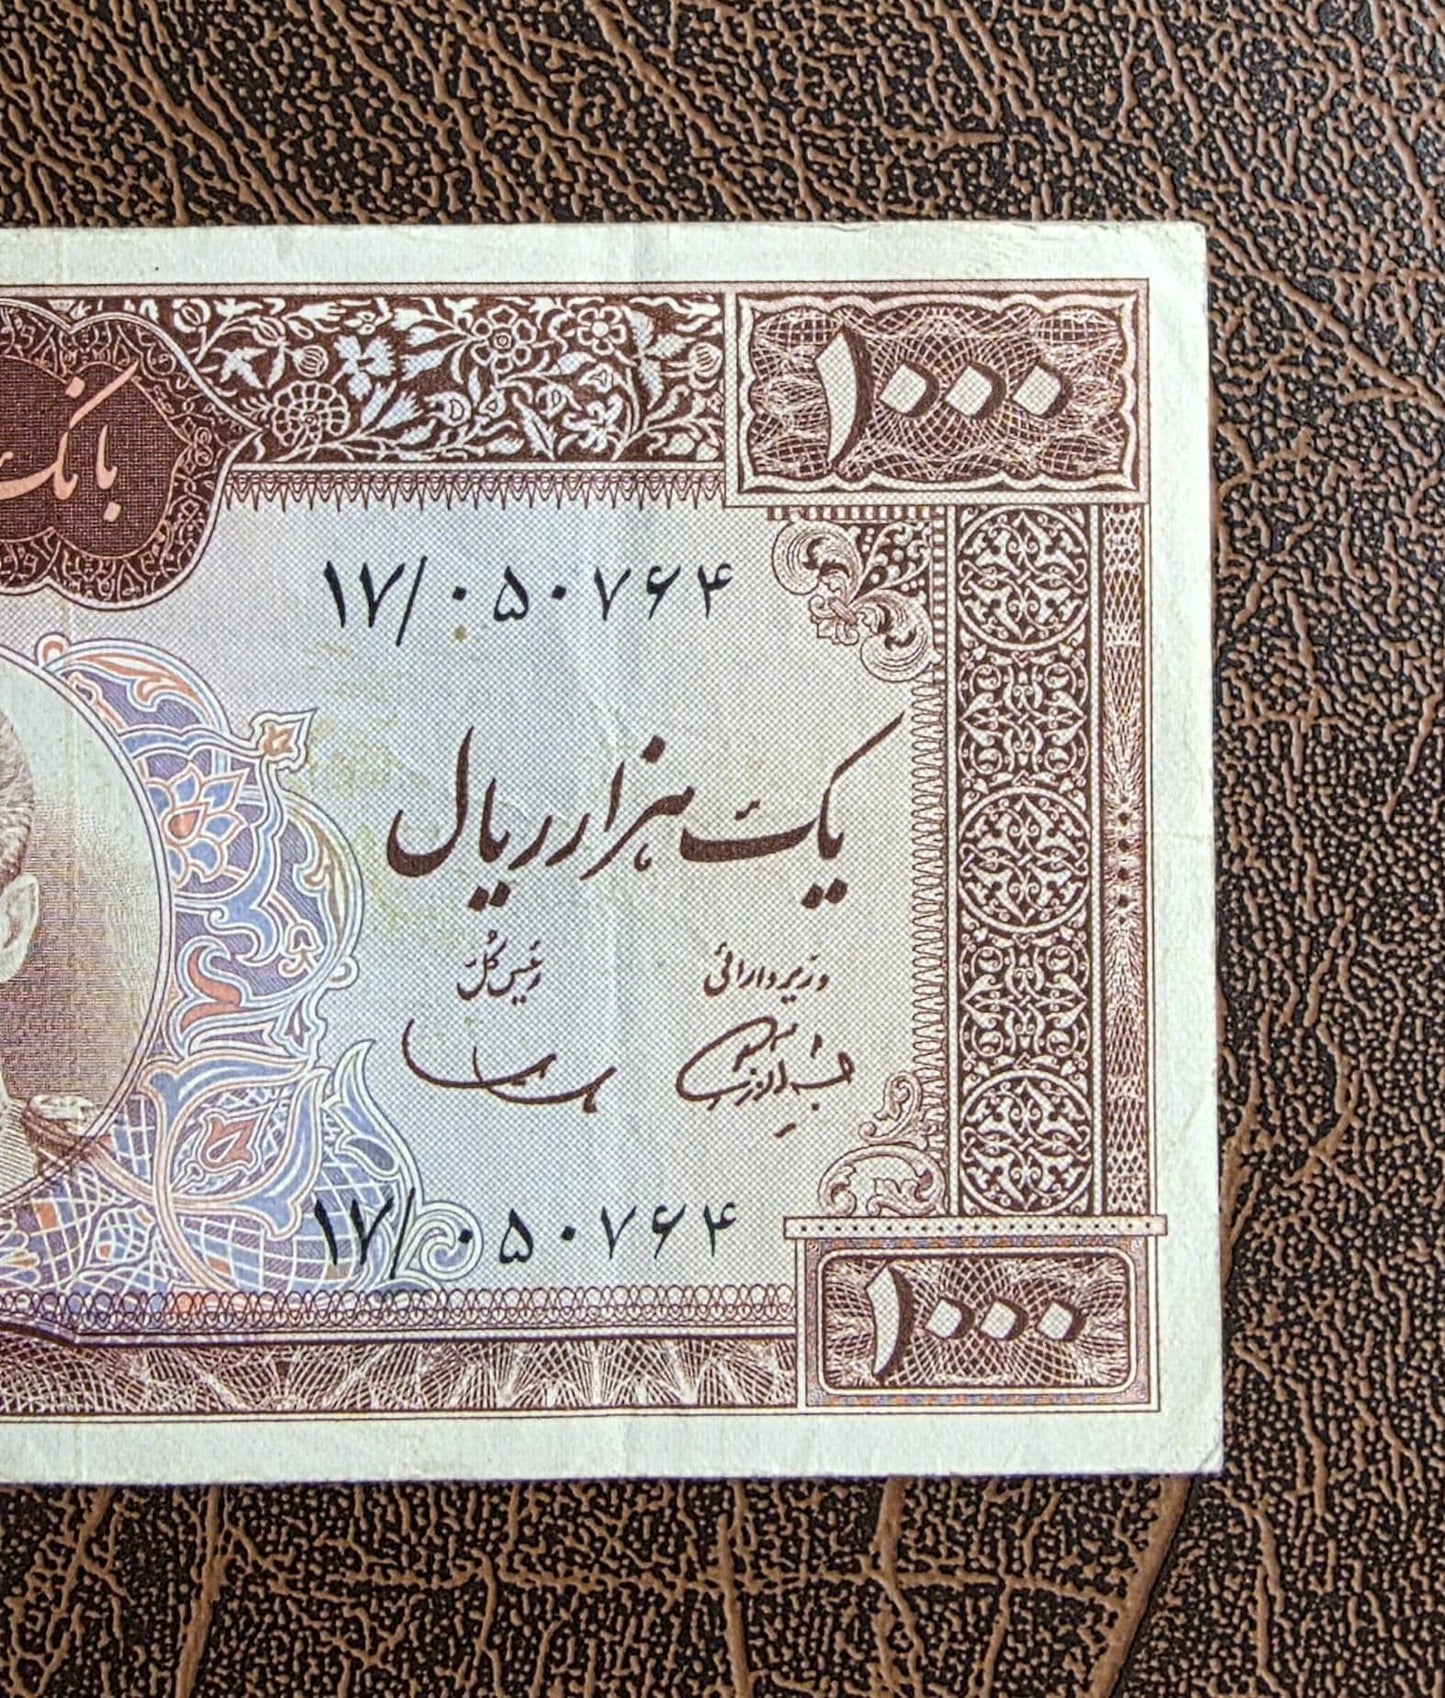 ۱۰۰۰
بانک
۱۷/۰۵۰۷۶۴
یک هزار ریال
وزیر دارائی
رئیس کل
۱۷/۰۵۰۷۶۴
۱۰۰۰